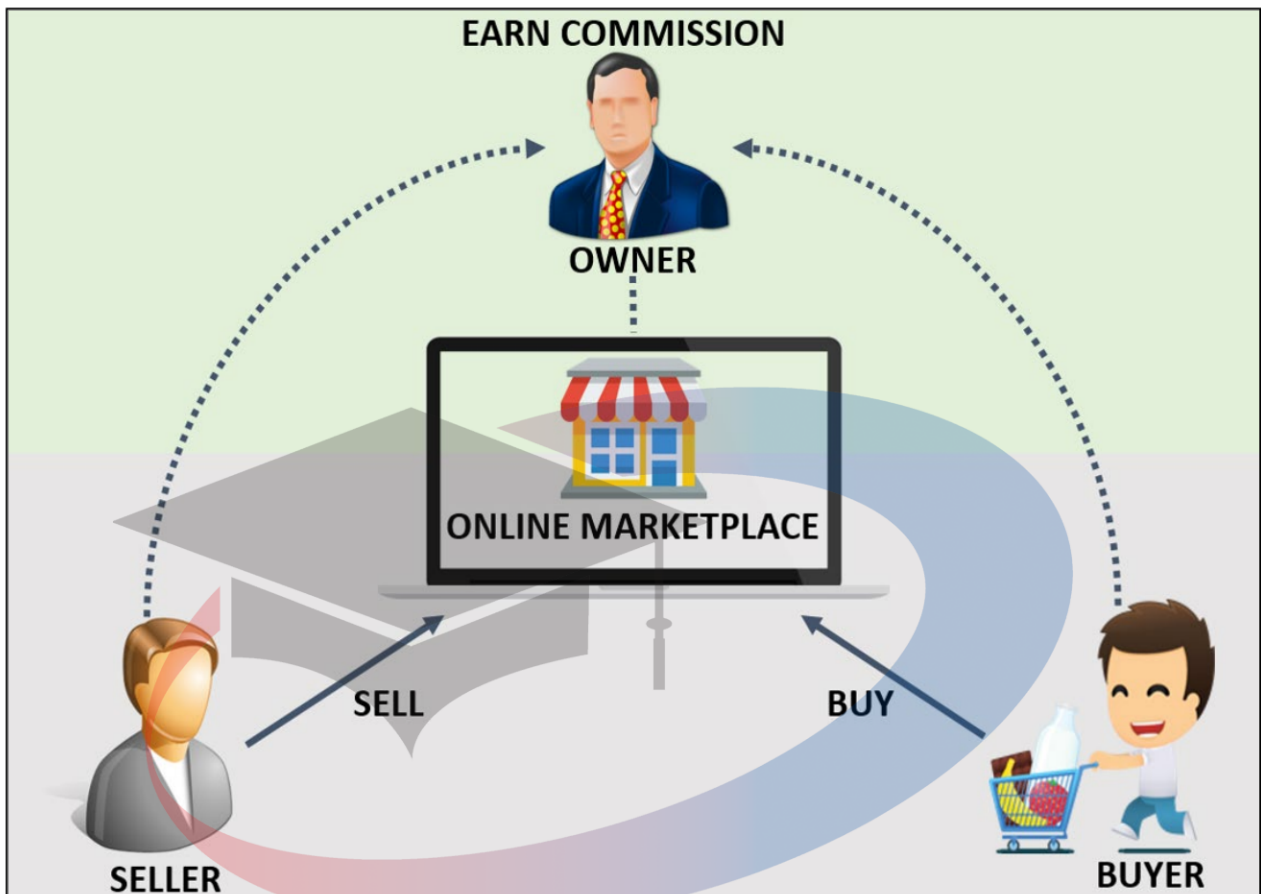 EARN COMMISSION
OWNER
ONLINE MARKETPLACE
SELL
BUY
SELLER
BUYER